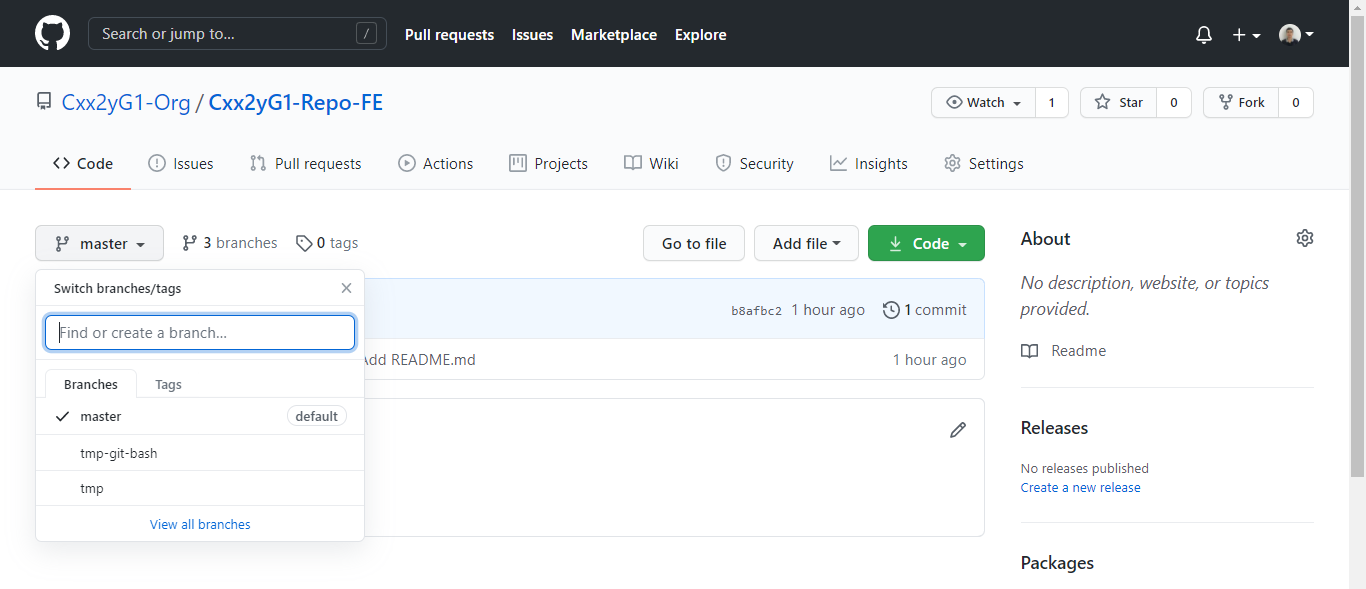 Search or jump to... / Pull requests Issues Marketplace Explore
Cxx2yG1-Org / Cxx2yG1-Repo-FE Watch 1 Star 0 Fork 0
Code Issues Pull requests Actions Projects Wiki Security Insights Settings
master 3 branches 0 tags Go to file Add file Code
About
Switch branches/tags
No description, website, or topics
provided.
b8afbc2 1 hour ago 1 commit
Find or create a branch...
Add README.md 1 hour ago
Readme
Branches Tags
master default
Releases
tmp-git-bash
No releases published
Create a new release
tmp
View all branches
Packages